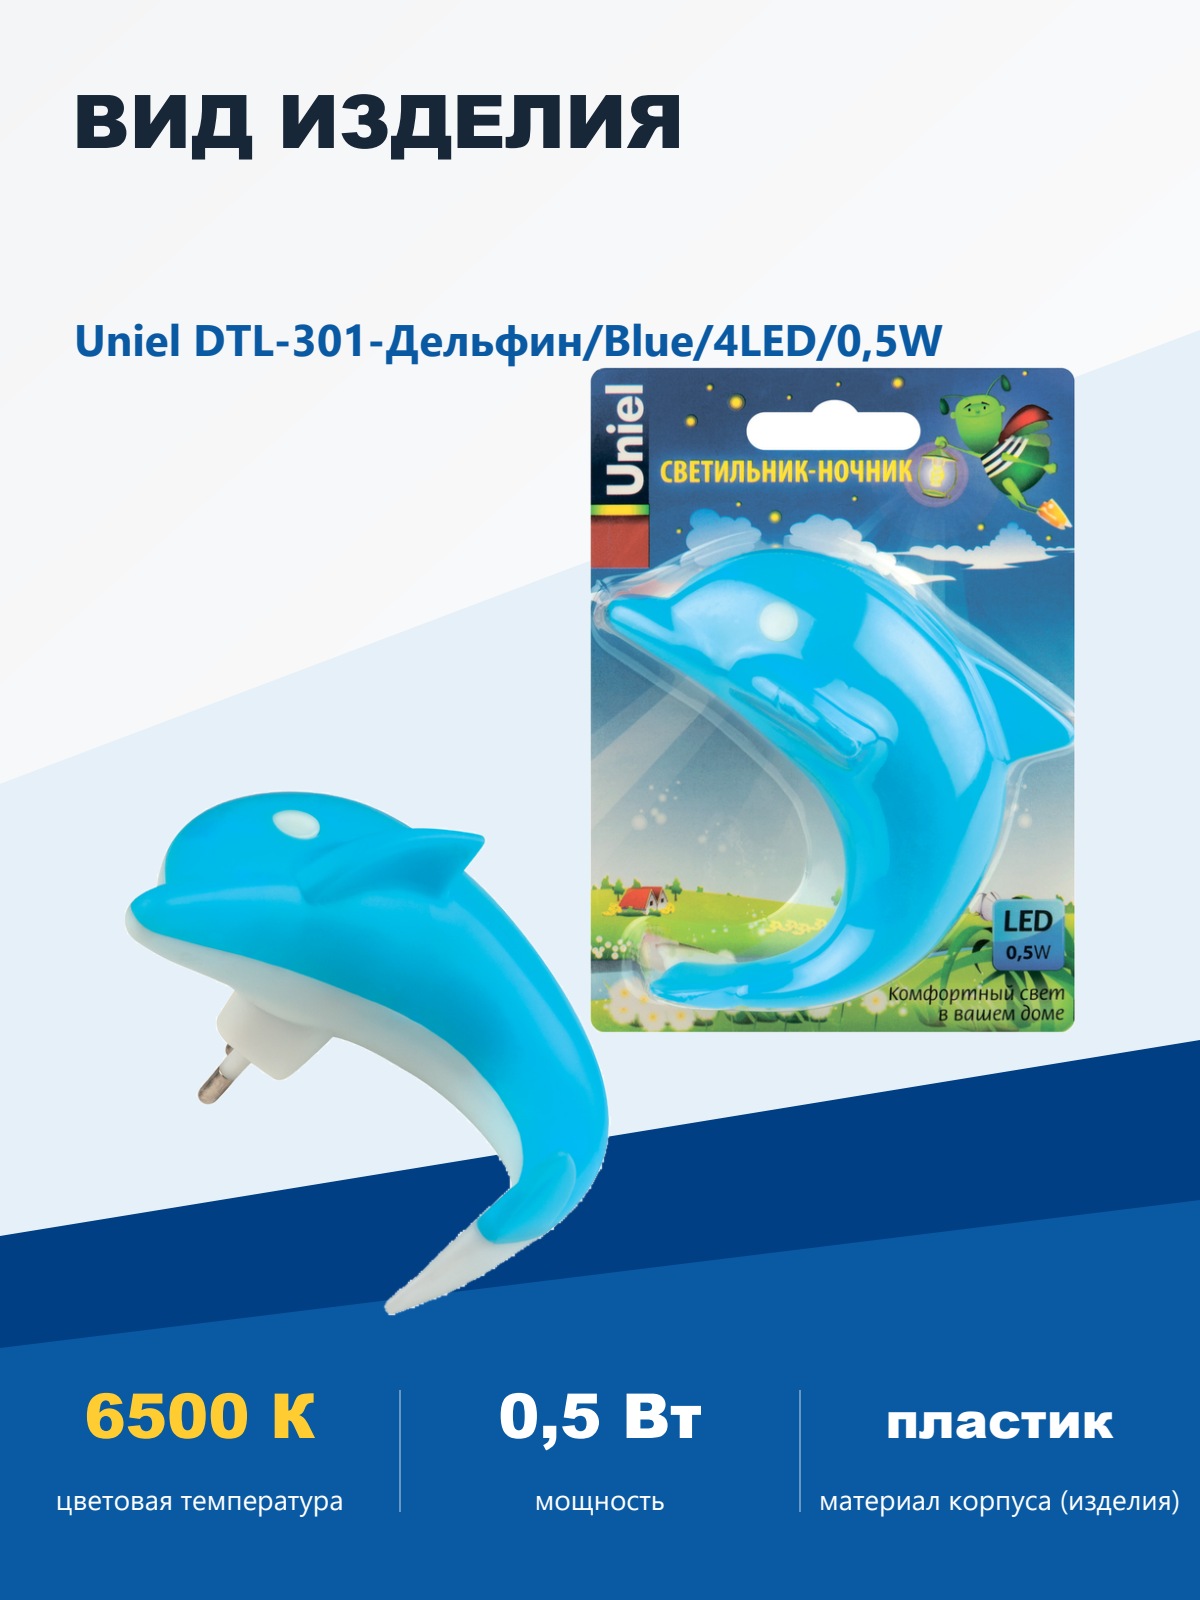 ВИД ИЗДЕЛИЯ
Uniel DTL-301-Дельфин/Blue/4LED/0,5W
Uniel
СВЕТИЛЬНИК-НОЧНИК
LED
0,5W
Комфортный свет
в вашем доме
6500 К
цветовая температура
0,5 Вт
мощность
пластик
материал корпуса (изделия)